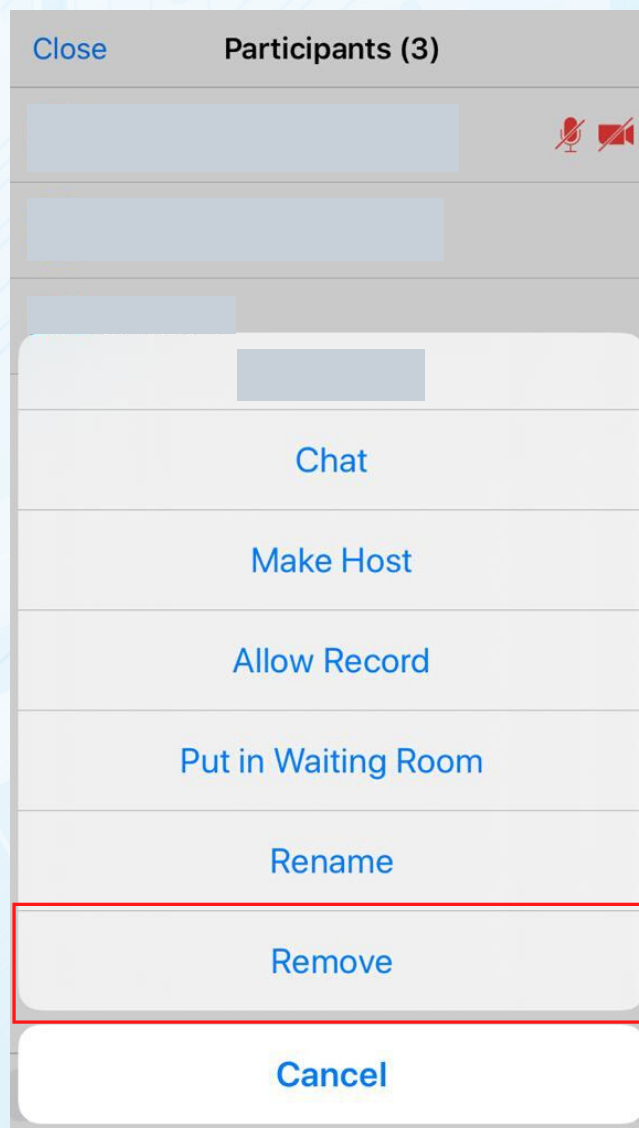 Close Participants (3)
Chat
Make Host
Allow Record
Put in Waiting Room
Rename
Remove
Cancel